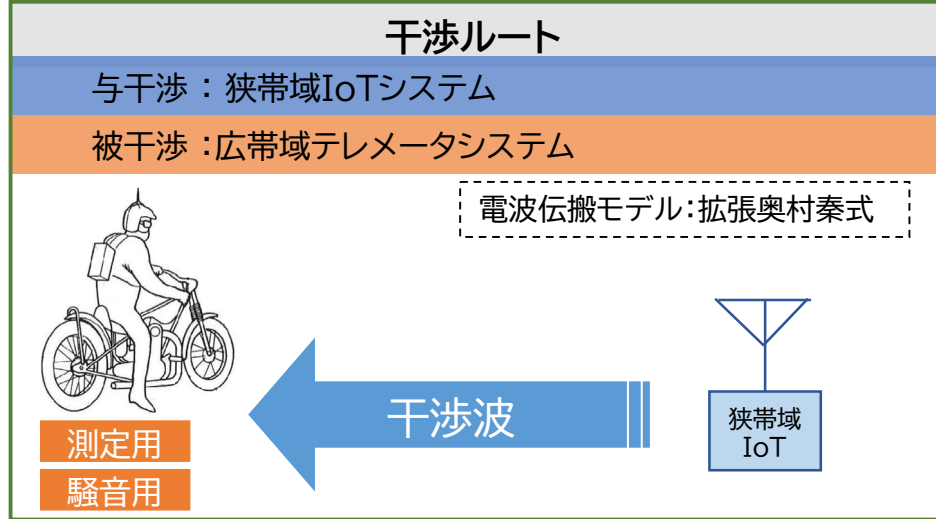 干渉ルート
与干渉：狭帯域IoTシステム
被干渉：広帯域テレメータシステム
電波伝搬モデル：拡張奥村秦式
干渉波
狭帯域
IoT
測定用
騒音用